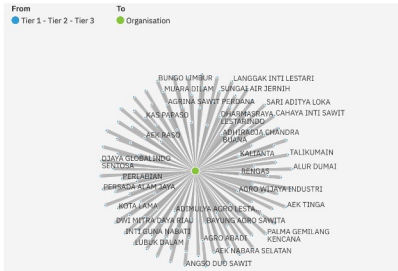 From
To
Tier 1 - Tier 2 - Tier 3
Organisation
BUNGO LIMBUR
LANGGAK INTI LESTARI
MUARA DILAM
SUNGAI AIR JERNIH
AGRINA SAWIT PERDANA
SARI ADITYA LOKA
KAS PAPASO
DHARMASRAYA
LESTARINDO
CAHAYA INTI SAWIT
AEK RASO
ADHIRADJA CHANDRA
BUANA
KALIANTA
TALIKUMAIN
DJAYA GLOBALINDO
SENTOSA
RENGAS
ALUR DUMAI
PERLABIAN
PERSADA ALAM JAYA
AGRO WIJAYA INDUSTRI
KOTA LAMA
ADIMULYA AGRO LESTA
AEK TINGA
DWI MITRA DAYA RIAU
BAYUNG AGRO SAWITA
INTI GUNA NABATI
AGRO ABADI
PALMA GEMILANG
KENCANA
LUBUK DALAM
AEK NABARA SELATAN
ANGSO DUO SAWIT